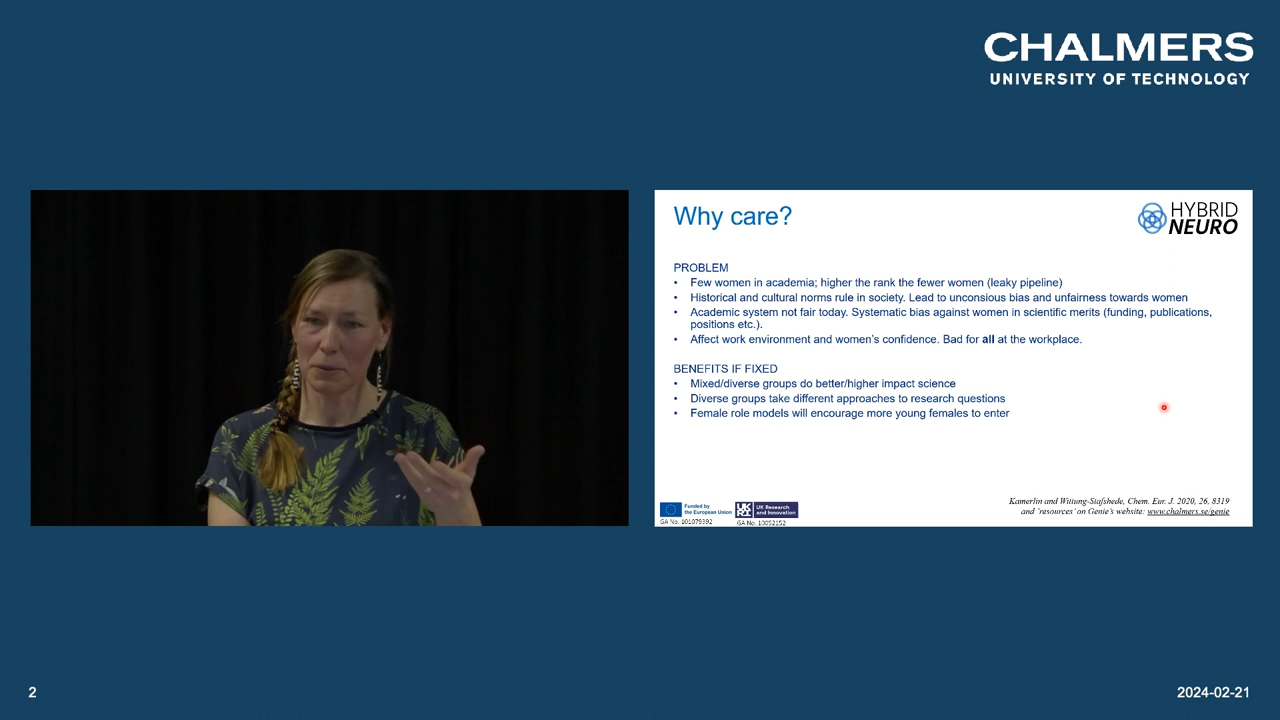 CHALMERS
UNIVERSITY OF TECHNOLOGY
Why care?
HYBRID
NEURO
PROBLEM
• Few women in academia; higher the rank the fewer women (leaky pipeline)
• Historical and cultural norms rule in society. Lead to unconsious bias and unfairness towards women
• Academic system not fair today. Systematic bias against women in scientific merits (funding, publications,
positions etc.).
• Affect work environment and women's confidence. Bad for all at the workplace.
BENEFITS IF FIXED
• Mixed/diverse groups do better/higher impact science
• Diverse groups take different approaches to research questions
• Female role models will encourage more young females to enter
Kamerlin and Wittung-Stafshede, Chem. Eur. J. 2020, 26, 8319
and 'resources' on Genie's website: www.chalmers.se/genie
Funded by
the European Union
GA No. 101079392
UK Research
and Innovation
GA No. 10052152
2
2024-02-21